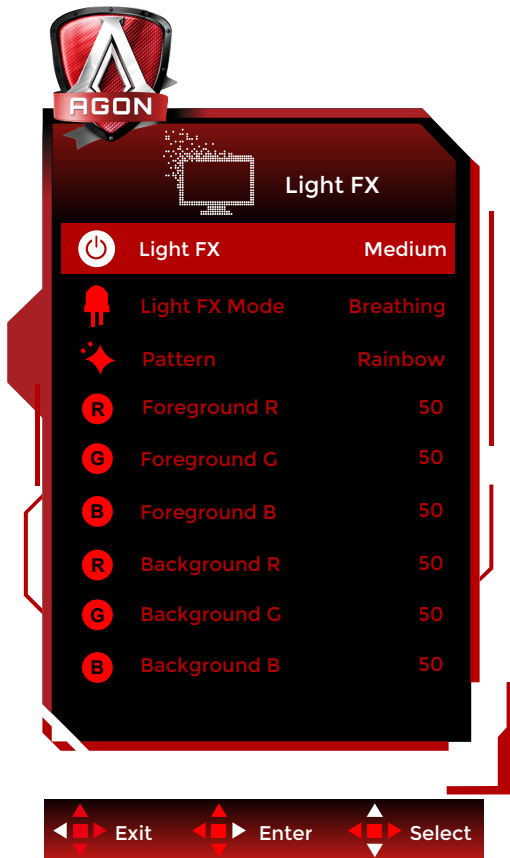 AGON
Light FX
Light FX Medium
Light FX Mode Breathing
Pattern Rainbow
R Foreground R 50
G Foreground G 50
B Foreground B 50
R Background R 50
G Background G 50
B Background B 50
Exit Enter Select